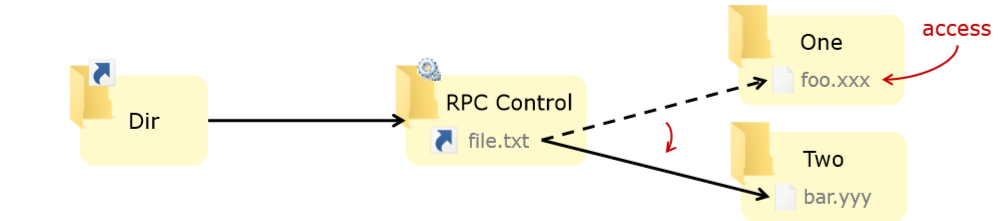 Dir
RPC Control
file.txt
One
foo.xxx
access
Two
bar.yyy